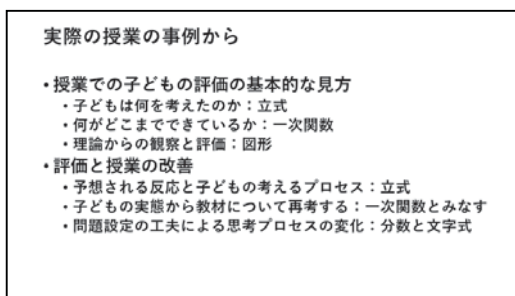 実際の授業の事例から
・授業での子どもの評価の基本的な見方
・子どもは何を考えたのか：立式
・何がどこまでできているか：一次関数
・理論からの観察と評価：図形
・評価と授業の改善
・予想される反応と子どもの考えるプロセス：立式
・子どもの実態から教材について再考する：一次関数とみなす
・問題設定の工夫による思考プロセスの変化：分数と文字式